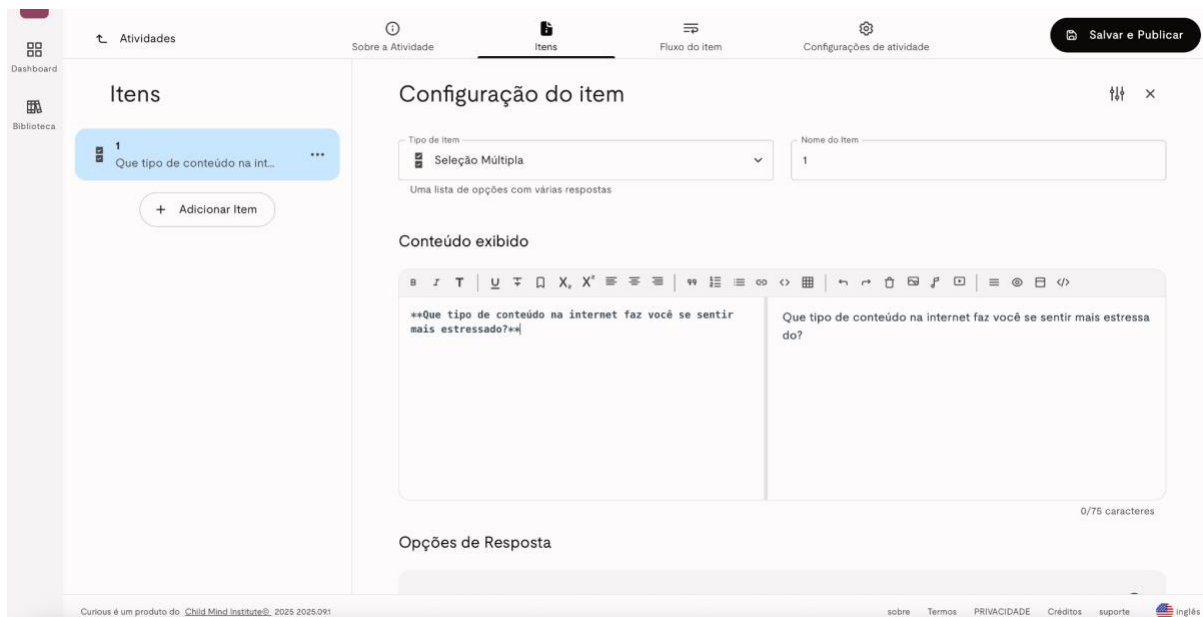 Atividades
Sobre a Atividade
Itens
Fluxo do item
Configurações de atividade
Salvar e Publicar
Dashboard
Biblioteca
Itens
1
Que tipo de conteúdo na int...
Adicionar Item
Configuração do item
Tipo de Item
Seleção Múltipla
Uma lista de opções com várias respostas
Nome do Item
1
Conteúdo exibido
**Que tipo de conteúdo na internet faz você se sentir
mais estressado?**
Que tipo de conteúdo na internet faz você se sentir mais estressa
do?
0/75 caracteres
Opções de Resposta
Curious é um produto do Child Mind Institute© 2025 2025.09.1
sobre Termos PRIVACIDADE Créditos suporte inglês